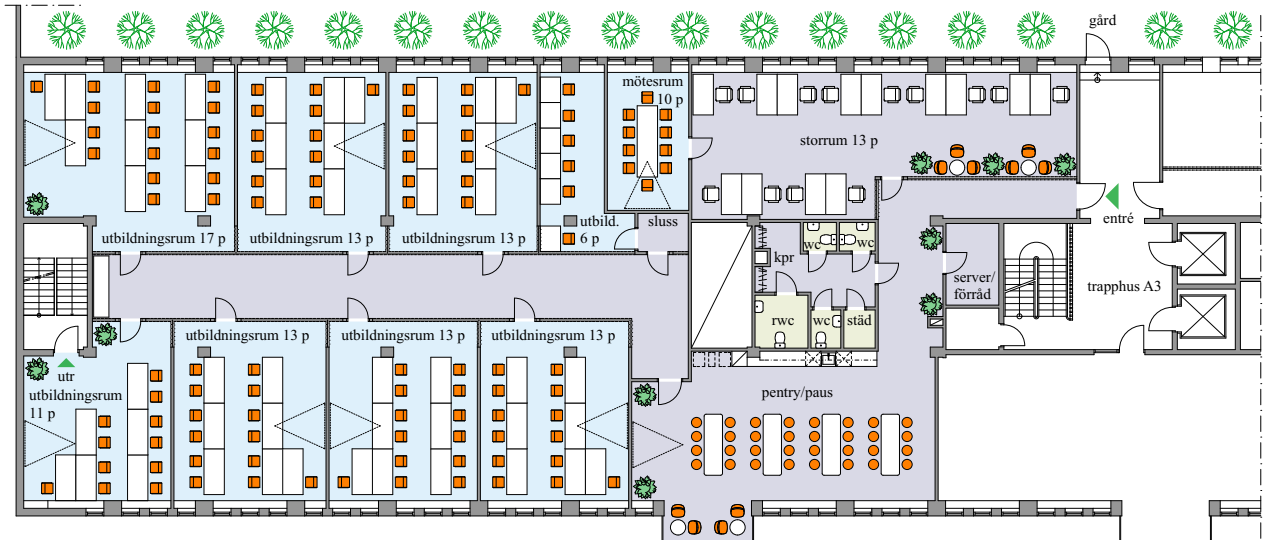 gård
mötesrum
10 p
storrum 13 p
utbildningsrum 17 p
utbildningsrum 13 p
utbildningsrum 13 p
utbild.
6 p
sluss
entré
wc
wc
kpr
server/
förråd
trapphus A3
rwc
wc
städ
utbildningsrum 13 p
utbildningsrum 13 p
utbildningsrum 13 p
utr
utbildningsrum
11 p
pentry/paus